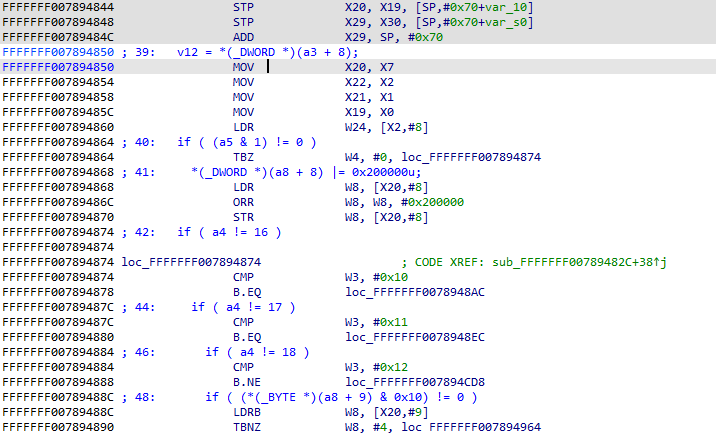 FFFFFFF007894844 STP X20, X19, [SP,#0x70+var_10]
FFFFFFF007894848 STP X29, X30, [SP,#0x70+var_s0]
FFFFFFF00789484C ADD X29, SP, #0x70
FFFFFFF007894850 ; 39: v12 = *(_DWORD *)(a3 + 8);
FFFFFFF007894850 MOV X20, X7
FFFFFFF007894854 MOV X22, X2
FFFFFFF007894858 MOV X21, X1
FFFFFFF00789485C MOV X19, X0
FFFFFFF007894860 LDR W24, [X2,#8]
FFFFFFF007894864 ; 40: if ( (a5 & 1) != 0 )
FFFFFFF007894864 TBZ W4, #0, loc_FFFFFFF007894874
FFFFFFF007894868 ; 41: *(_DWORD *)(a8 + 8) |= 0x200000u;
FFFFFFF007894868 LDR W8, [X20,#8]
FFFFFFF00789486C ORR W8, W8, #0x200000
FFFFFFF007894870 STR W8, [X20,#8]
FFFFFFF007894874 ; 42: if ( a4 != 16 )
FFFFFFF007894874
FFFFFFF007894874 loc_FFFFFFF007894874 ; CODE XREF: sub_FFFFFFF00789482C+38↑j
FFFFFFF007894874 CMP W3, #0x10
FFFFFFF007894878 B.EQ loc_FFFFFFF0078948AC
FFFFFFF00789487C ; 44: if ( a4 != 17 )
FFFFFFF00789487C CMP W3, #0x11
FFFFFFF007894880 B.EQ loc_FFFFFFF0078948EC
FFFFFFF007894884 ; 46: if ( a4 != 18 )
FFFFFFF007894884 CMP W3, #0x12
FFFFFFF007894888 B.NE loc_FFFFFFF007894CD8
FFFFFFF00789488C ; 48: if ( (*(_BYTE *)(a8 + 9) & 0x10) != 0 )
FFFFFFF00789488C LDRB W8, [X20,#9]
FFFFFFF007894890 TBNZ W8, #4, loc_FFFFFFF007894964